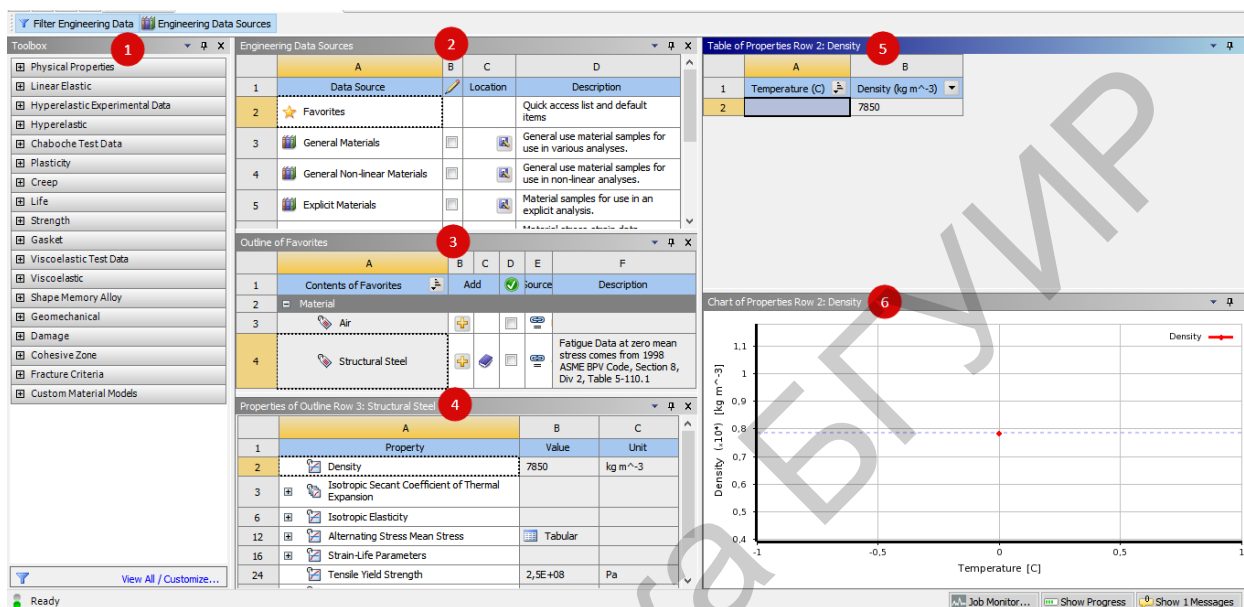 Filter Engineering Data Engineering Data Sources
Toolbox
1
Physical Properties
Linear Elastic
Hyperelastic Experimental Data
Hyperelastic
Chaboche Test Data
Plasticity
Creep
Life
Strength
Gasket
Viscoelastic Test Data
Viscoelastic
Shape Memory Alloy
Geomechanical
Damage
Cohesive Zone
Fracture Criteria
Custom Material Models
View All / Customize...
Engineering Data Sources
2
A B C D
1 Data Source Location Description
2 Favorites Quick access list and default
items
3 General Materials General use material samples for
use in various analyses.
4 General Non-linear Materials General use material samples for
use in non-linear analyses.
5 Explicit Materials Material samples for use in an
explicit analysis.
Material stress-strain data
Outline of Favorites
3
A B C D E F
1 Contents of Favorites Add Source Description
2 Material
3 Air
4 Structural Steel Fatigue Data at zero mean
stress comes from 1998
ASME BPV Code, Section 8,
Div 2, Table 5-110.1
Properties of Outline Row 3: Structural Steel
4
A B C
1 Property Value Unit
2 Density 7850 kg m^-3
3 Isotropic Secant Coefficient of Thermal
Expansion
6 Isotropic Elasticity
12 Alternating Stress Mean Stress Tabular
16 Strain-Life Parameters
24 Tensile Yield Strength 2,5E+08 Pa
Table of Properties Row 2: Density
5
A B
1 Temperature (C) Density (kg m^-3)
2 7850
Chart of Properties Row 2: Density
6
Density
1,1
1
0,9
0,8
0,7
0,6
0,5
0,4
Density (.10⁴) [kg m^-3]
-1 -0,5 0 0,5 1
Temperature [C]
Ready
Job Monitor... Show Progress Show 1 Messages
БГУИР